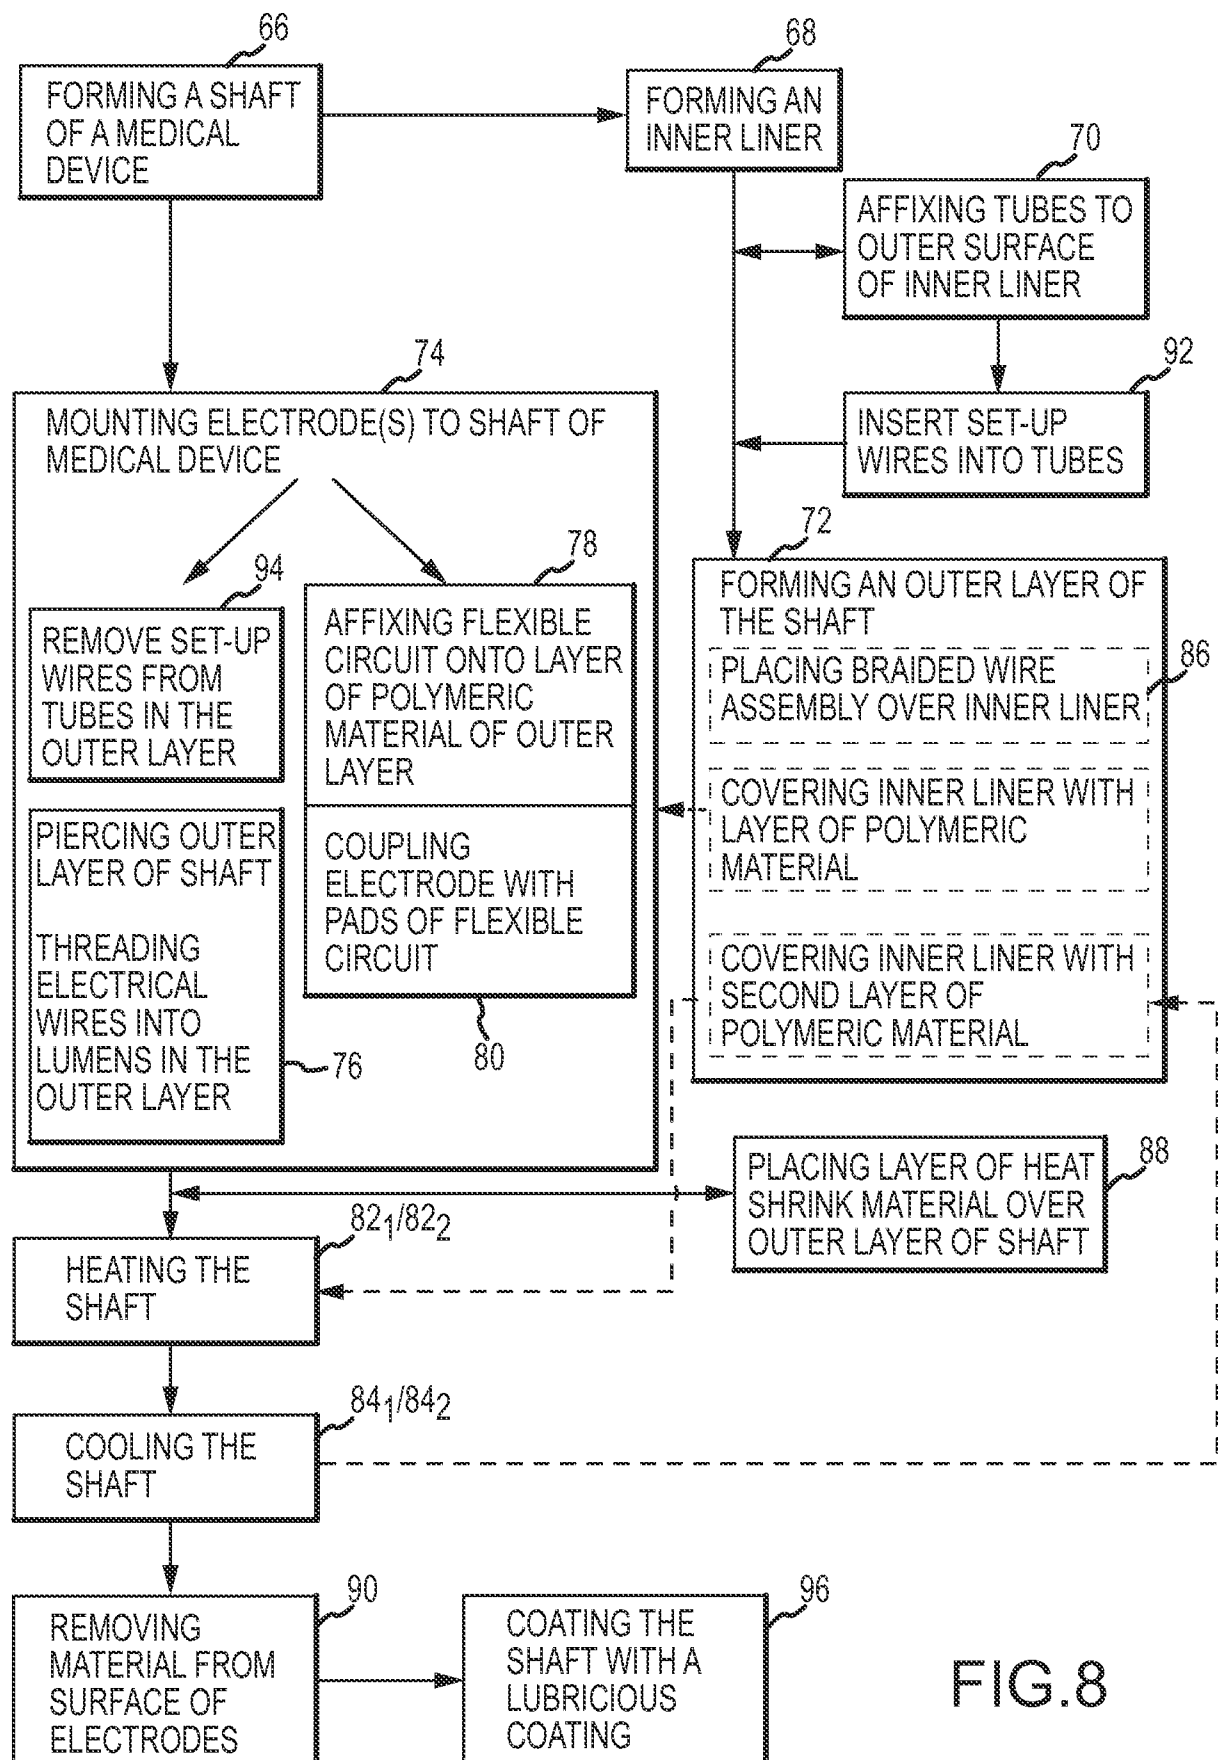 66
FORMING A SHAFT
OF A MEDICAL
DEVICE
68
FORMING AN
INNER LINER
70
AFFIXING TUBES TO
OUTER SURFACE
OF INNER LINER
92
INSERT SET-UP
WIRES INTO TUBES
74
MOUNTING ELECTRODE(S) TO SHAFT OF
MEDICAL DEVICE
94
REMOVE SET-UP
WIRES FROM
TUBES IN THE
OUTER LAYER
78
AFFIXING FLEXIBLE
CIRCUIT ONTO LAYER
OF POLYMERIC
MATERIAL OF OUTER
LAYER
COUPLING
ELECTRODE WITH
PADS OF FLEXIBLE
CIRCUIT
80
PIERCING OUTER
LAYER OF SHAFT
THREADING
ELECTRICAL
WIRES INTO
LUMENS IN THE
OUTER LAYER
76
72
FORMING AN OUTER LAYER OF
THE SHAFT
PLACING BRAIDED WIRE
ASSEMBLY OVER INNER LINER
86
COVERING INNER LINER WITH
LAYER OF POLYMERIC
MATERIAL
COVERING INNER LINER WITH
SECOND LAYER OF
POLYMERIC MATERIAL
88
PLACING LAYER OF HEAT
SHRINK MATERIAL OVER
OUTER LAYER OF SHAFT
82₁/82₂
HEATING THE
SHAFT
84₁/84₂
COOLING THE
SHAFT
90
REMOVING
MATERIAL FROM
SURFACE OF
ELECTRODES
96
COATING THE
SHAFT WITH A
LUBRICIOUS
COATING
FIG.8